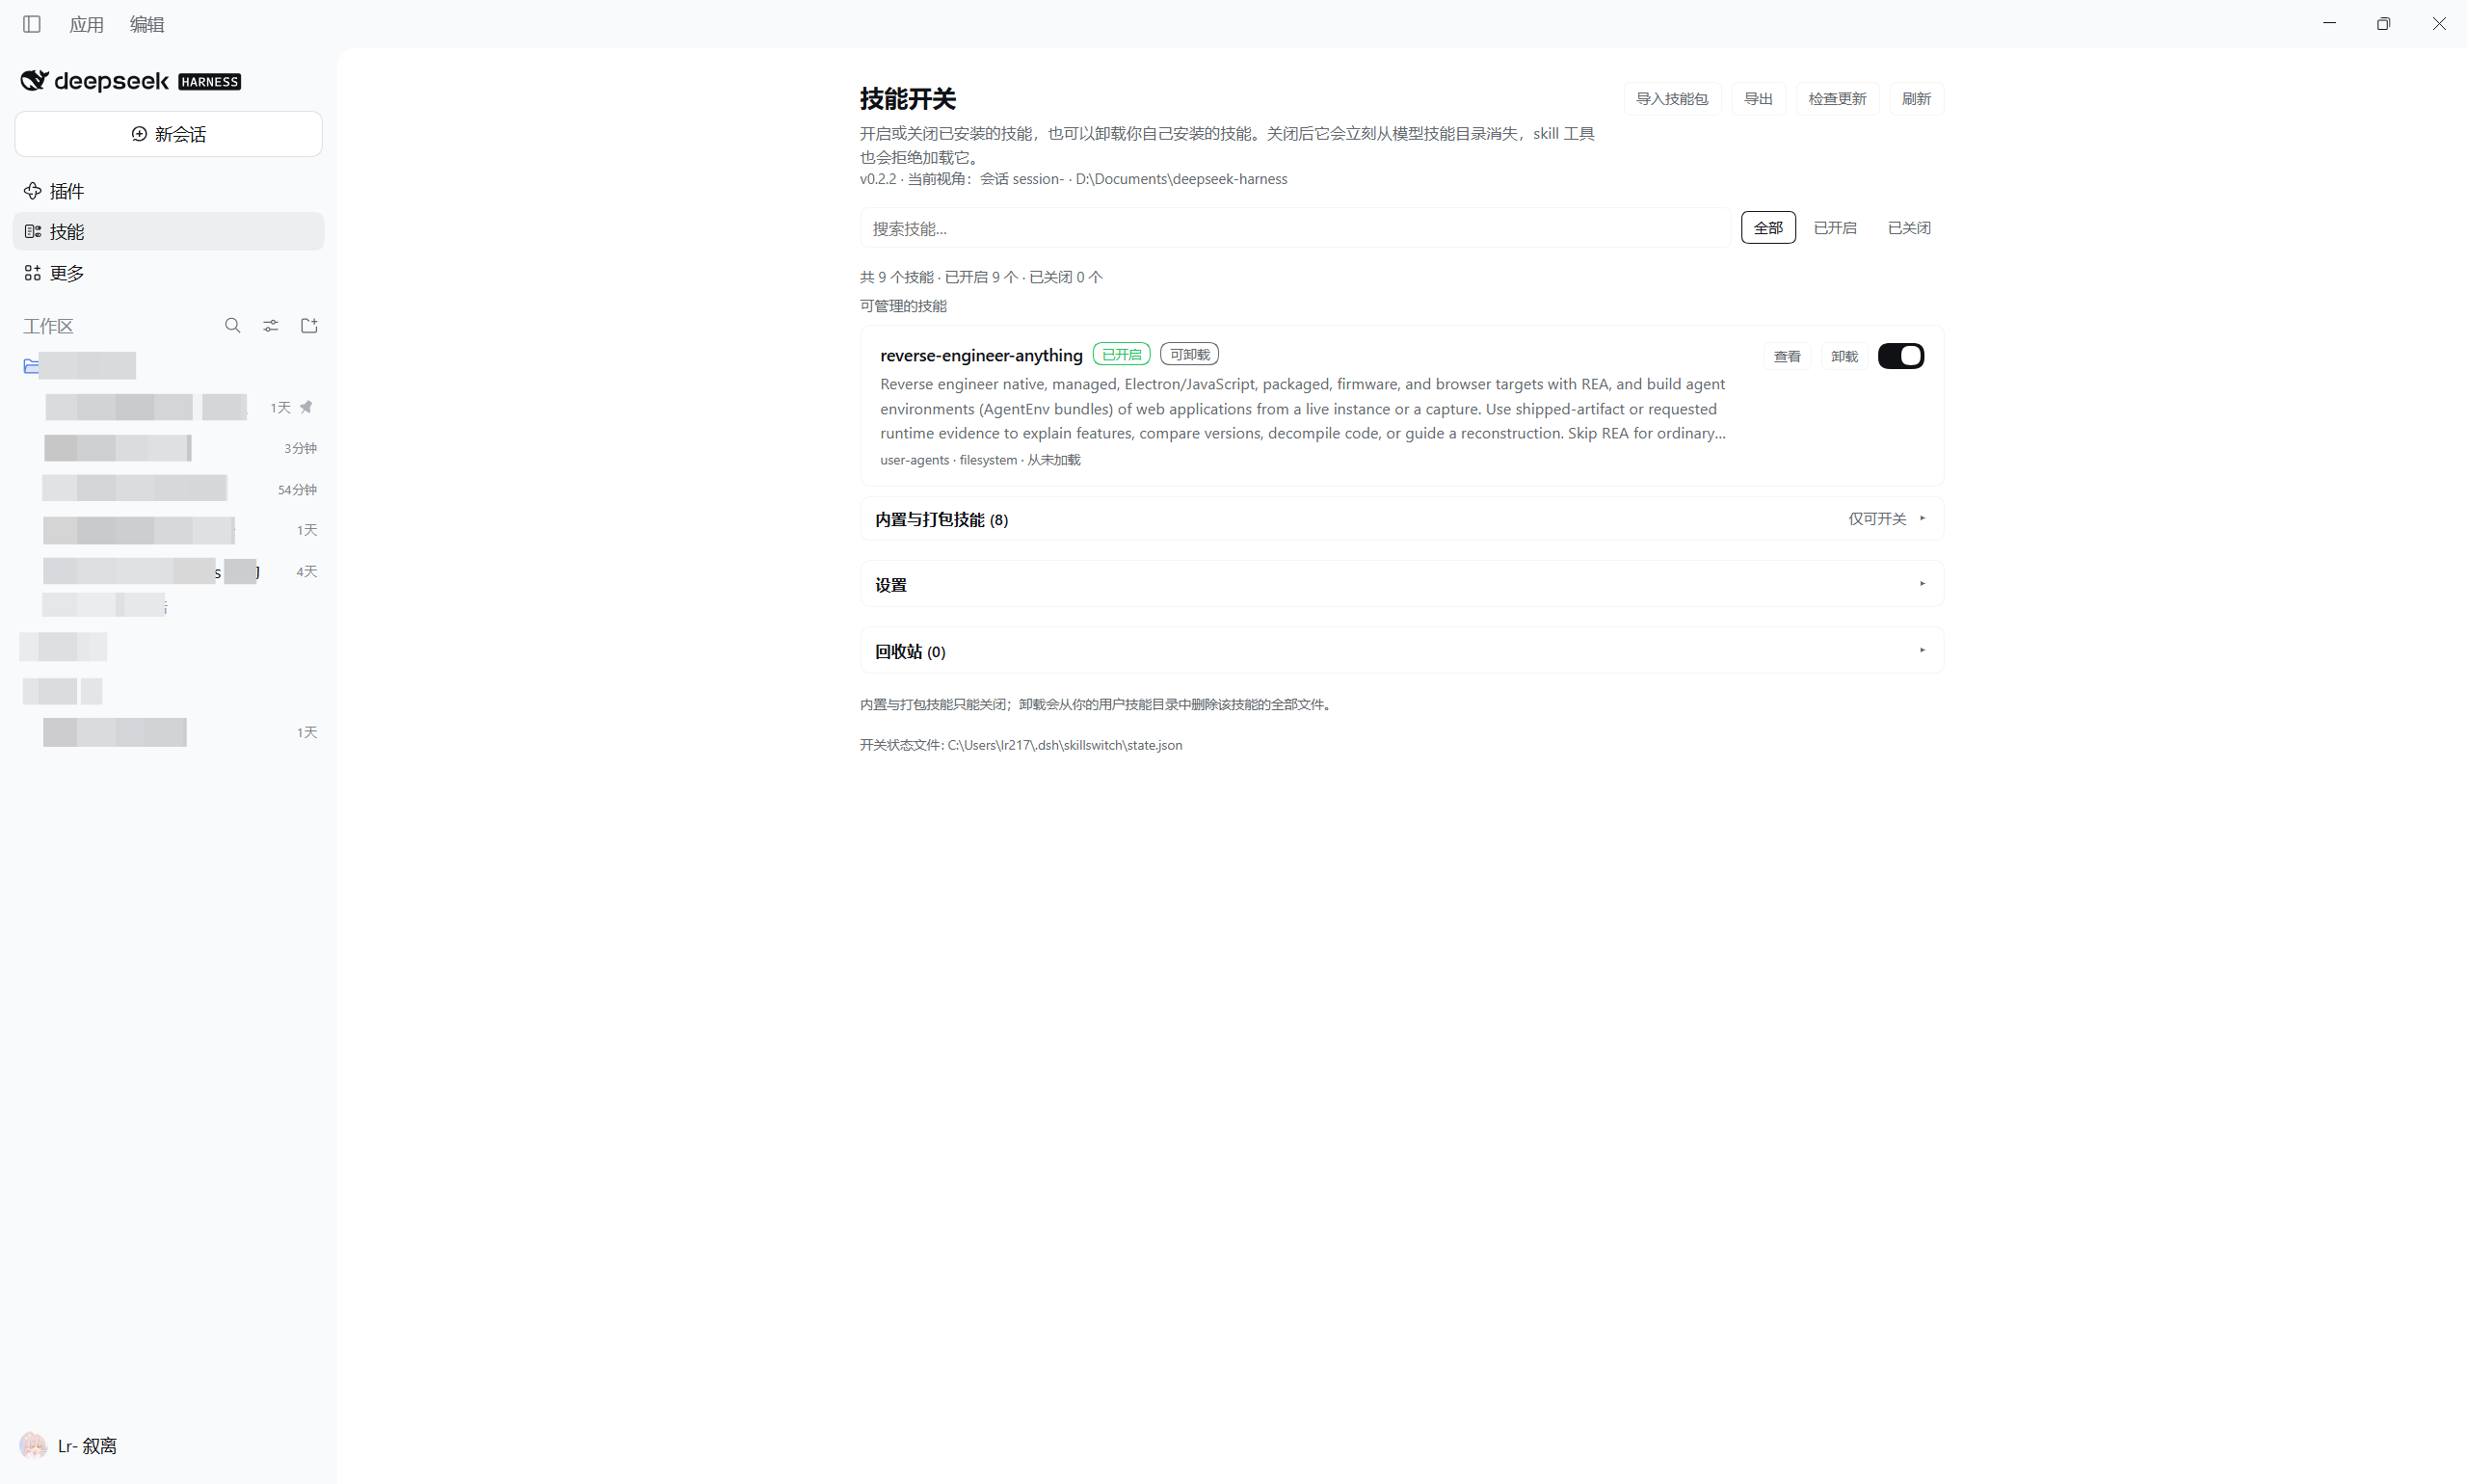 应用 编辑
deepseek HARNESS
新会话
插件
技能
更多
工作区
1天
3分钟
54分钟
1天
s
4天
1天
Lr- 叙离
技能开关
导入技能包 导出 检查更新 刷新
开启或关闭已安装的技能，也可以卸载你自己安装的技能。关闭后它会立刻从模型技能目录消失，skill 工具
也会拒绝加载它。
v0.2.2 · 当前视角：会话 session- · D:\Documents\deepseek-harness
搜索技能...
全部 已开启 已关闭
共 9 个技能 · 已开启 9 个 · 已关闭 0 个
可管理的技能
reverse-engineer-anything 已开启 可卸载 查看 卸载
Reverse engineer native, managed, Electron/JavaScript, packaged, firmware, and browser targets with REA, and build agent
environments (AgentEnv bundles) of web applications from a live instance or a capture. Use shipped-artifact or requested
runtime evidence to explain features, compare versions, decompile code, or guide a reconstruction. Skip REA for ordinary...
user-agents · filesystem · 从未加载
内置与打包技能 (8) 仅可开关
设置
回收站 (0)
内置与打包技能只能关闭；卸载会从你的用户技能目录中删除该技能的全部文件。
开关状态文件: C:\Users\lr217\.dsh\skillswitch\state.json